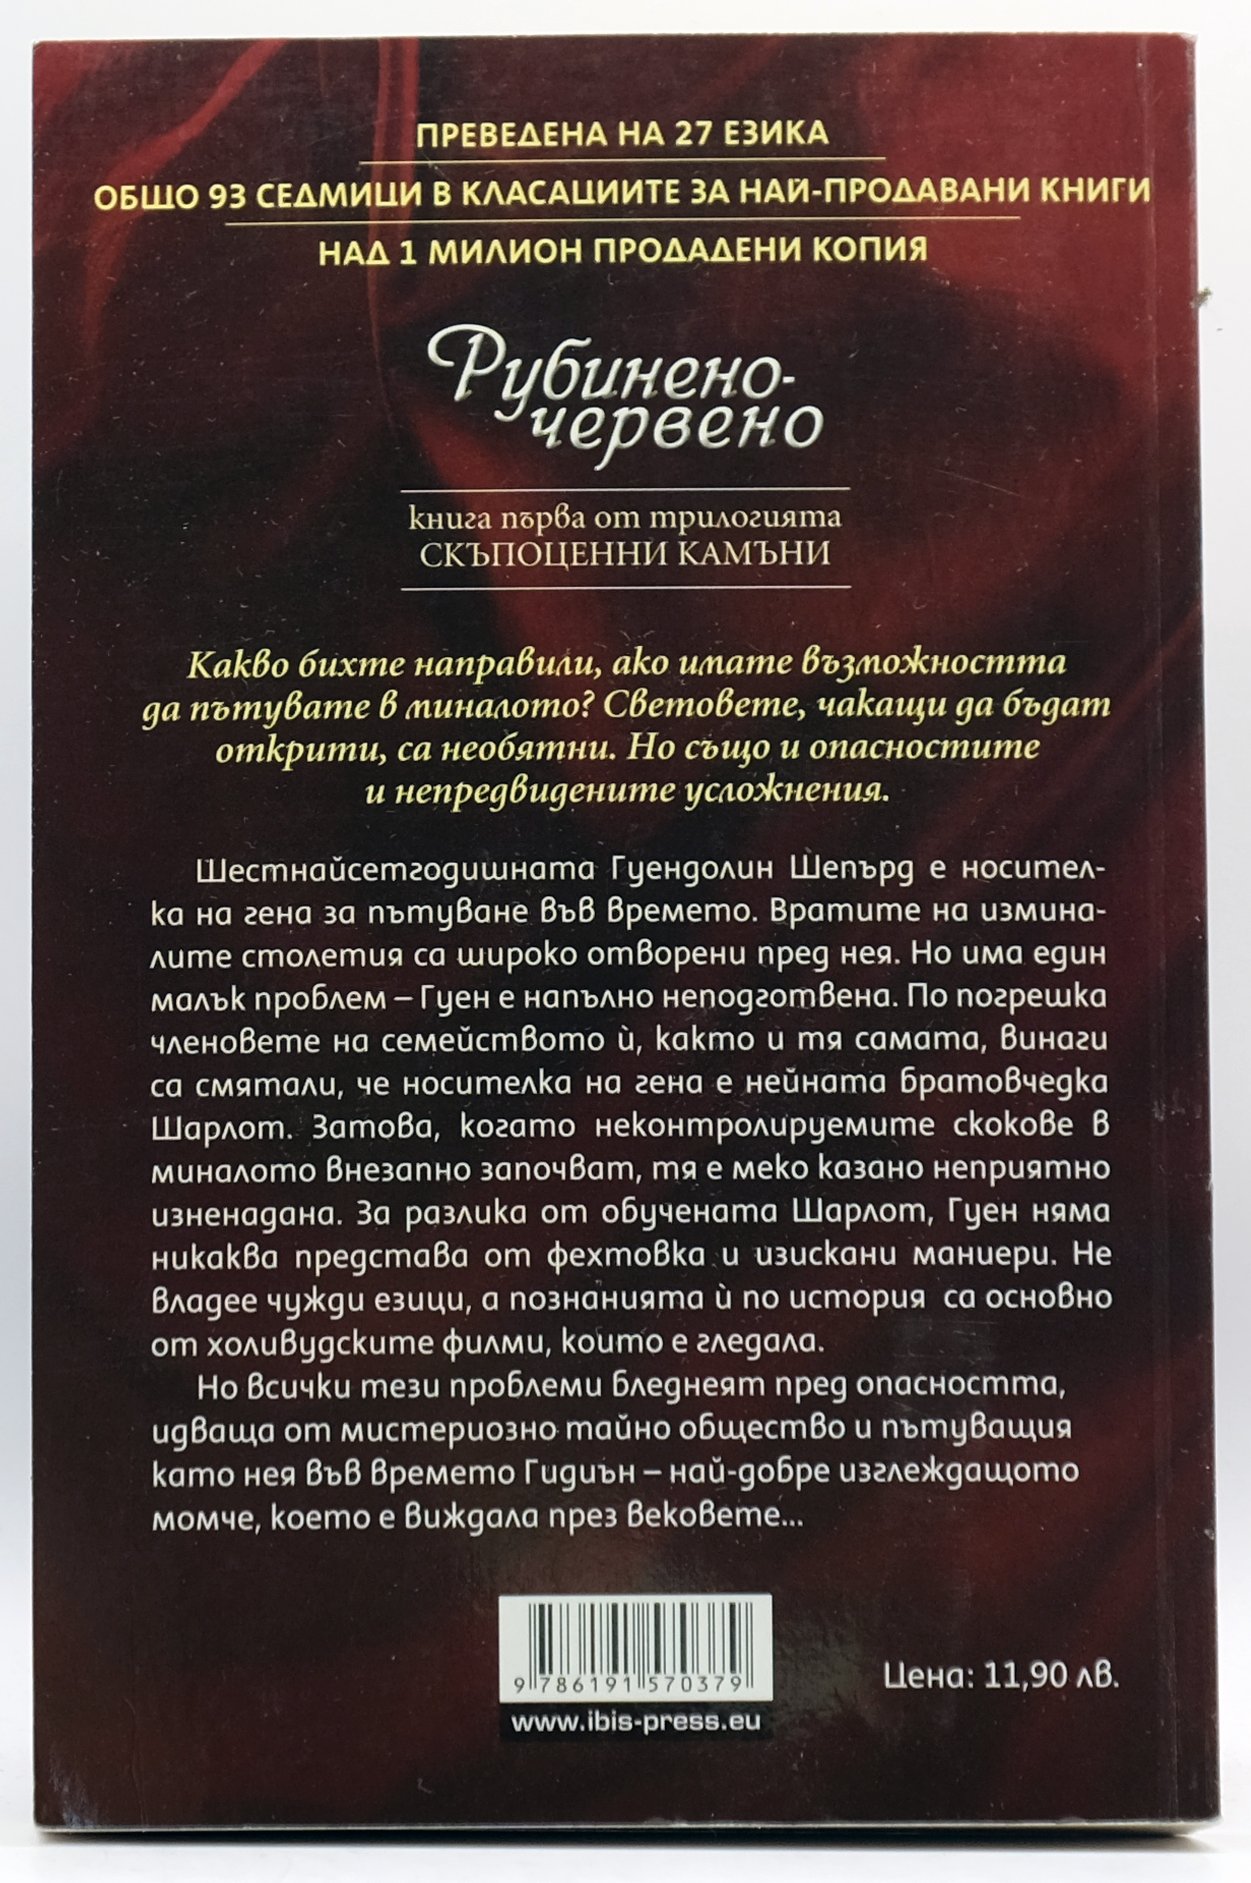 ПРЕВЕДЕНА НА 27 ЕЗИКА
ОБЩО 93 СЕДМИЦИ В КЛАСАЦИИТЕ ЗА НАЙ-ПРОДАВАНИ КНИГИ
НАД 1 МИЛИОН ПРОДАДЕНИ КОПИЯ
Рубинено-
червено
книга първа от трилогията
СКЪПОЦЕННИ КАМЪНИ
Какво бихте направили, ако имате възможността
да пътувате в миналото? Световете, чакащи да бъдат
открити, са необятни. Но също и опасностите
и непредвидените усложнения.
Шестнайсетгодишната Гуендолин Шепърд е носител-
ка на гена за пътуване във времето. Вратите на измина-
лите столетия са широко отворени пред нея. Но има един
малък проблем – Гуен е напълно неподготвена. По погрешка
членовете на семейството ѝ, както и тя самата, винаги
са смятали, че носителка на гена е нейната братовчедка
Шарлот. Затова, когато неконтролируемите скокове в
миналото внезапно започват, тя е меко казано неприятно
изненадана. За разлика от обучената Шарлот, Гуен няма
никаква представа от фехтовка и изискани маниери. Не
владее чужди езици, а познанията ѝ по история са основно
от холивудските филми, които е гледала.
Но всички тези проблеми бледнеят пред опасността,
идваща от мистериозно тайно общество и пътуващия
като нея във времето Гидиън – най-добре изглеждащото
момче, което е виждала през вековете...
9 786191 570379
www.ibis-press.eu
Цена: 11,90 лв.